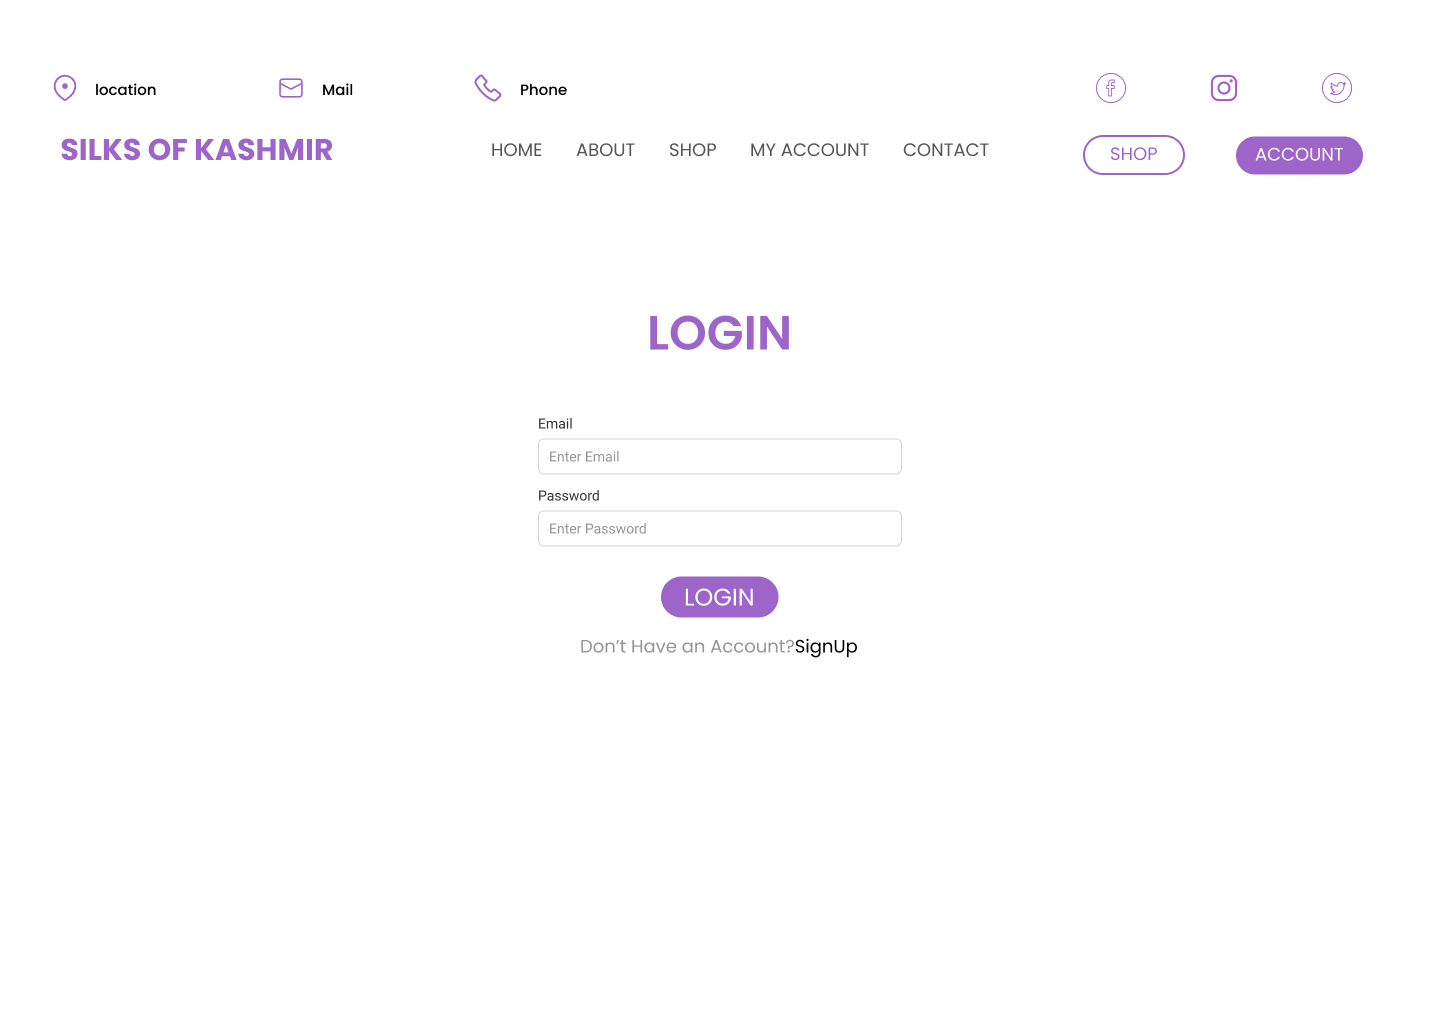 location
Mail
Phone
SILKS OF KASHMIR
HOME
ABOUT
SHOP
MY ACCOUNT
CONTACT
SHOP
ACCOUNT
LOGIN
Email
Enter Email
Password
Enter Password
LOGIN
Don’t Have an Account?SignUp